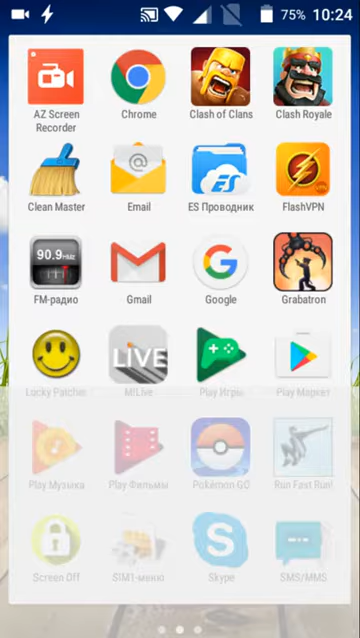 75% 10:24
AZ Screen Recorder
Chrome
Clash of Clans
Clash Royale
Clean Master
@
Email
ES
ES Проводник
FlashVPN
90.9
FM-радио
Gmail
G
Google
Grabatron
Lucky Patcher
LIVE
MiLive
Play Игры
Play Маркет
Play Музыка
Play Фильмы
Pokémon GO
Run Fast Run!
Screen Off
SIM1-меню
S
Skype
SMS/MMS